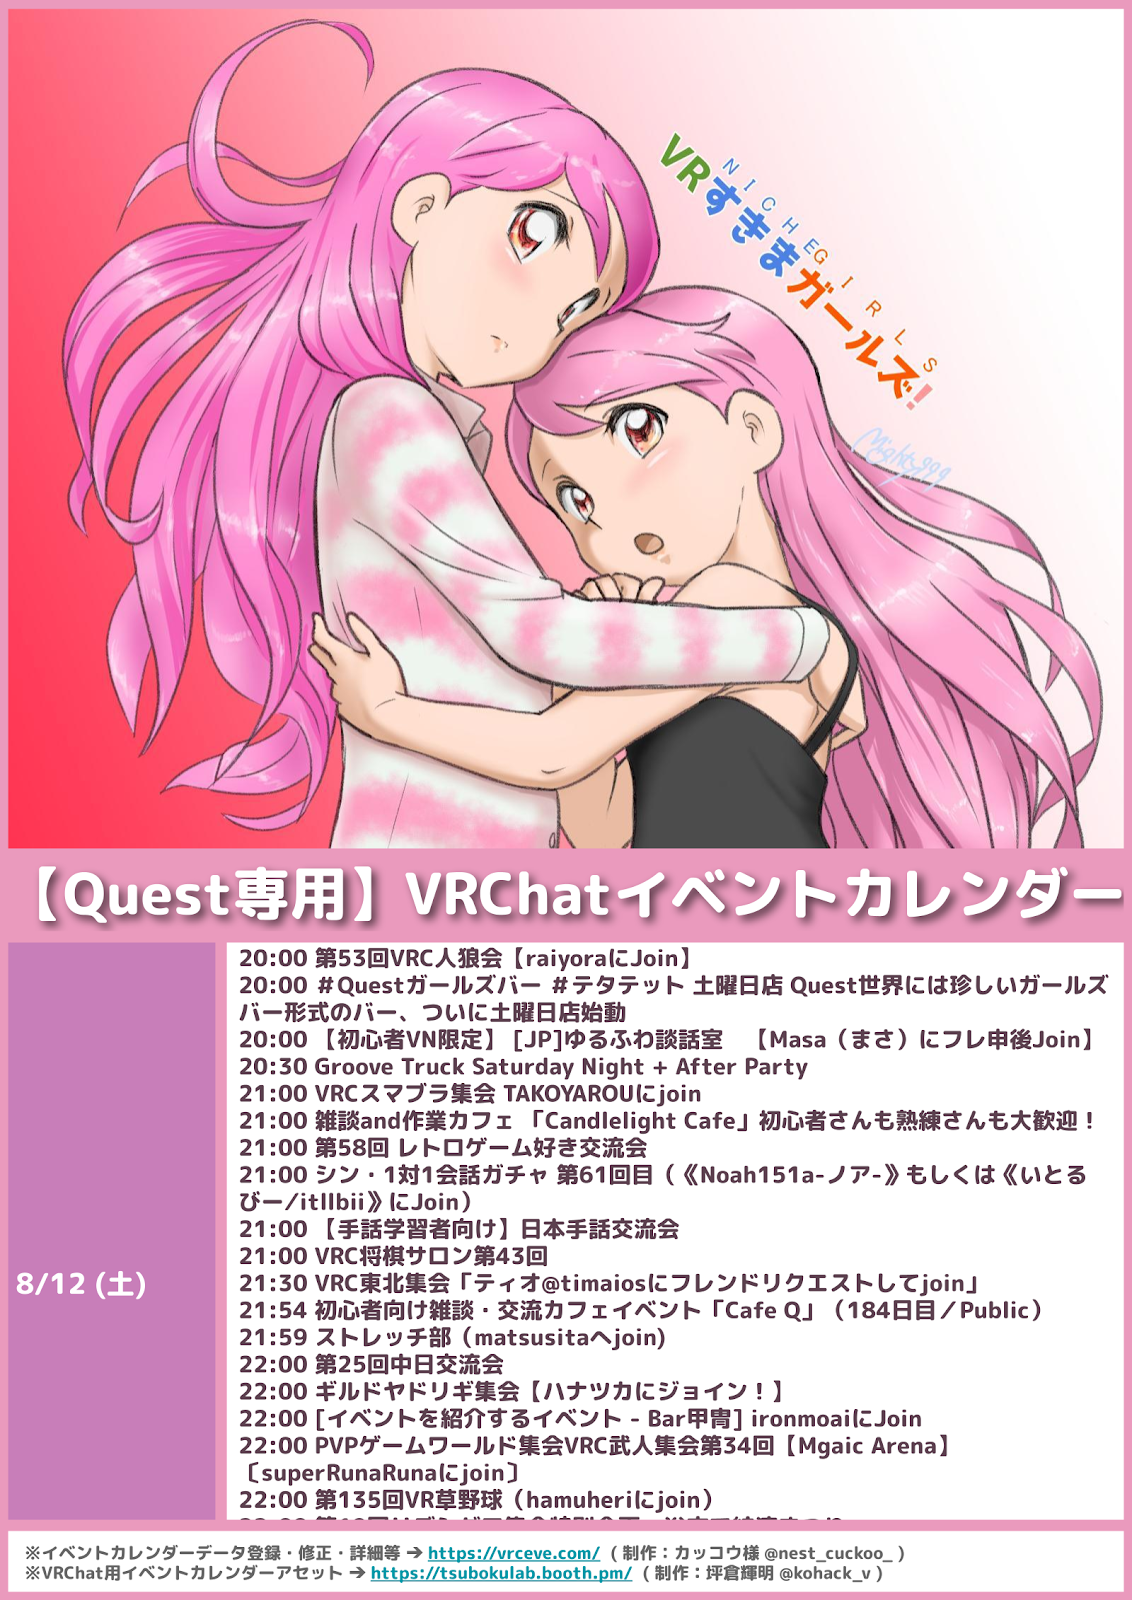 NICHEGIRLS
VRすきまガールズ!
Mighty999
【Quest専用】VRChatイベントカレンダー
8/12 (土)
20:00 第53回VRC人狼会【raiyoraにJoin】
20:00 ＃Questガールズバー ＃テタテット 土曜日店 Quest世界には珍しいガールズ
バー形式のバー、ついに土曜日店始動
20:00 【初心者VN限定】 [JP]ゆるふわ談話室　【Masa（まさ）にフレ申後Join】
20:30 Groove Truck Saturday Night + After Party
21:00 VRCスマブラ集会 TAKOYAROUにjoin
21:00 雑談and作業カフェ 「Candlelight Cafe」初心者さんも熟練さんも大歓迎！
21:00 第58回 レトロゲーム好き交流会
21:00 シン・1対1会話ガチャ 第61回目（《Noah151a-ノア-》もしくは《いとる
びー/itllbii》にJoin）
21:00 【手話学習者向け】日本手話交流会
21:00 VRC将棋サロン第43回
21:30 VRC東北集会「ティオ@timaiosにフレンドリクエストしてjoin」
21:54 初心者向け雑談・交流カフェイベント「Cafe Q」（184日目／Public）
21:59 ストレッチ部（matsusitaへjoin)
22:00 第25回中日交流会
22:00 ギルドヤドリギ集会【ハナツカにジョイン！】
22:00 [イベントを紹介するイベント - Bar甲冑] ironmoaiにJoin
22:00 PVPゲームワールド集会VRC武人集会第34回【Mgaic Arena】
〔superRunaRunaにjoin〕
22:00 第135回VR草野球（hamuheriにjoin）
※イベントカレンダーデータ登録・修正・詳細等 → https://vrceve.com/ （制作：カッコウ様 @nest_cuckoo_ ）
※VRChat用イベントカレンダーアセット → https://tsubokulab.booth.pm/ （制作：坪倉輝明 @kohack_v ）